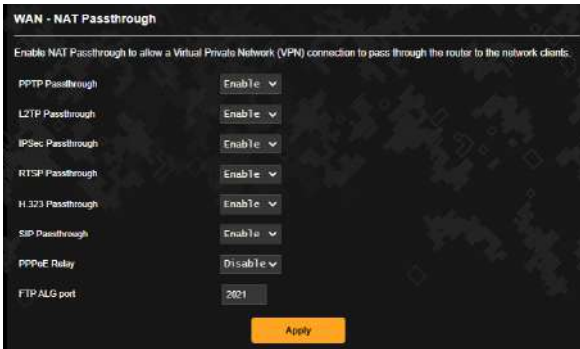 WAN - NAT Passthrough
Enable NAT Passthrough to allow a Virtual Private Network (VPN) connection to pass through the router to the network clients.
PPTP Passthrough Enable
L2TP Passthrough Enable
IPSec Passthrough Enable
RTSP Passthrough Enable
H.323 Passthrough Enable
SIP Passthrough Enable
PPPoE Relay Disable
FTP ALG port 2021
Apply